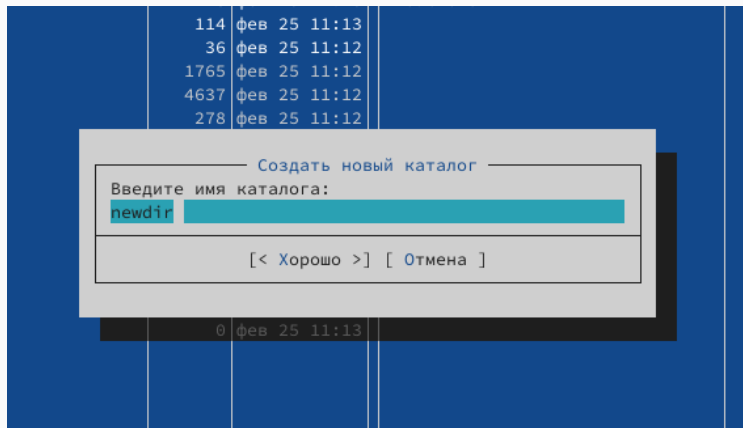 114 фев 25 11:13
36 фев 25 11:12
1765 фев 25 11:12
4637 фев 25 11:12
278 фев 25 11:12
Создать новый каталог
Введите имя каталога:
newdir
[< Хорошо >] [ Отмена ]
0 фев 25 11:13